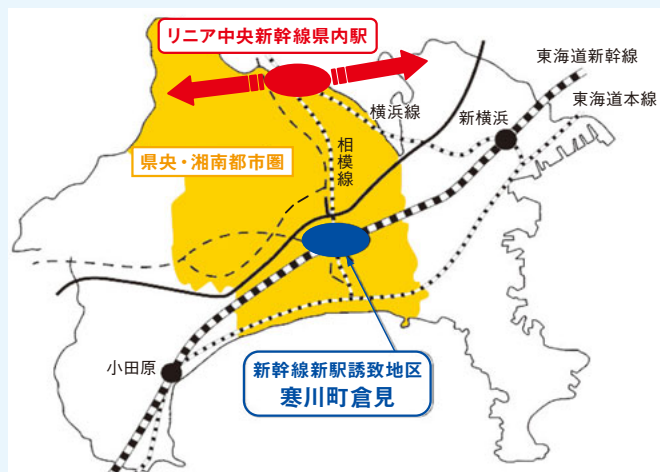 リニア中央新幹線県内駅
東海道新幹線
東海道本線
横浜線
新横浜
相模線
県央・湘南都市圏
小田原
新幹線新駅誘致地区
寒川町倉見